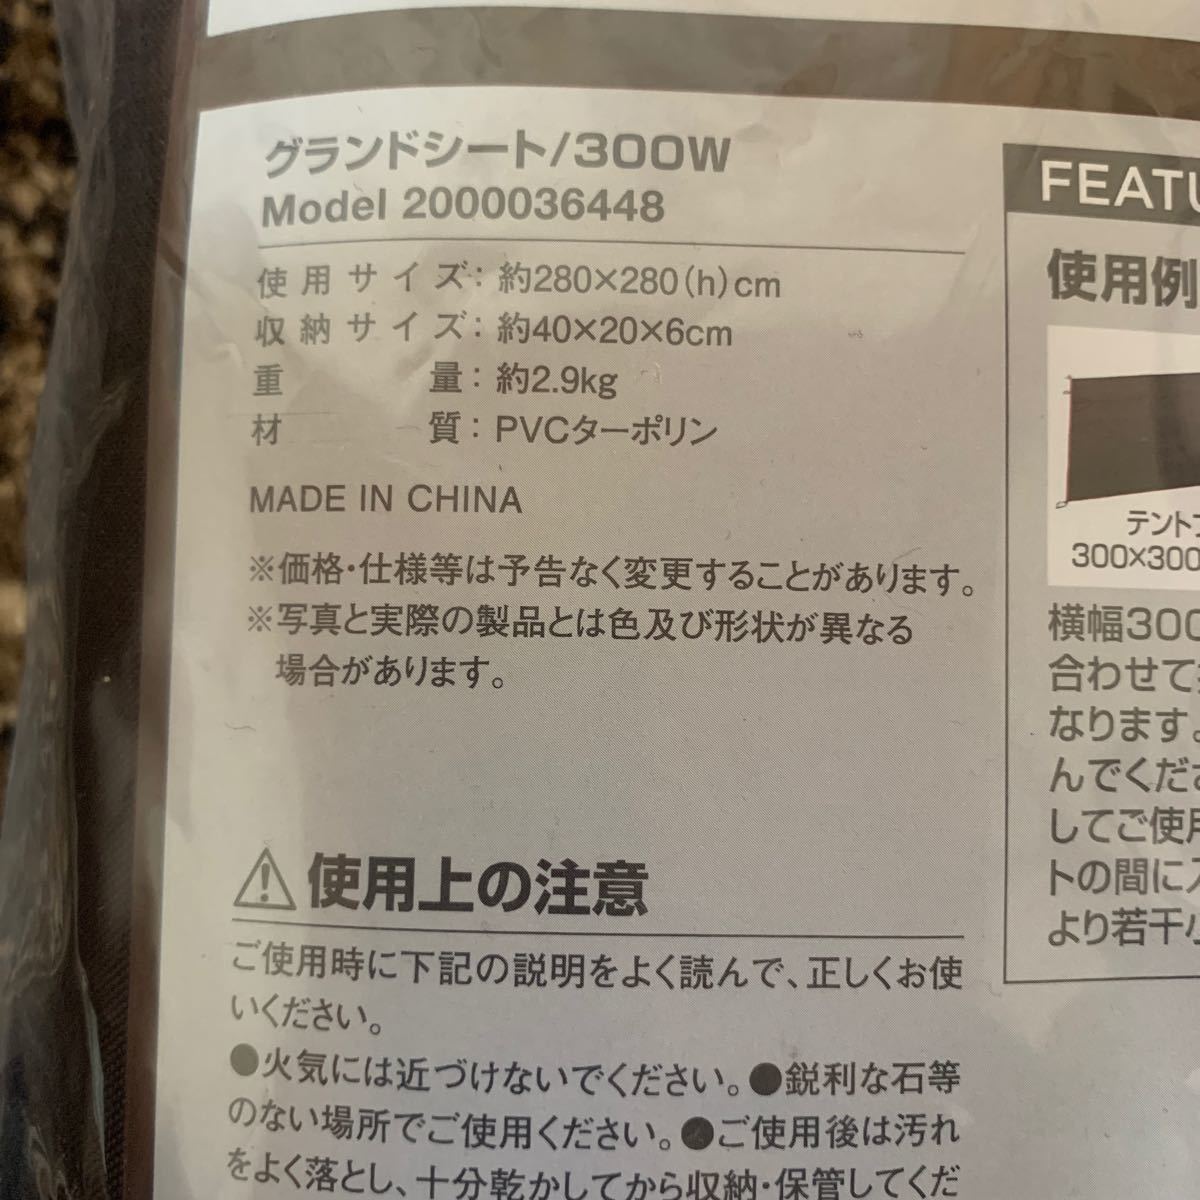 グランドシート/300W
Model 2000036448
使用サイズ：約280×280(h)cm
収納サイズ：約40×20×6cm
重量：約2.9kg
材質：PVCターポリン
MADE IN CHINA
※価格・仕様等は予告なく変更することがあります。
※写真と実際の製品とは色及び形状が異なる
場合があります。
使用上の注意
ご使用時に下記の説明をよく読んで、正しくお使
いください。
●火気には近づけないでください。●鋭利な石等
のない場所でご使用ください。●ご使用後は汚れ
をよく落とし、十分乾かしてから収納・保管してくだ
FEATU
使用例
テント
300×300
横幅300
合わせて
なります。
んでくださ
してご使用
トの間に入
より若干小